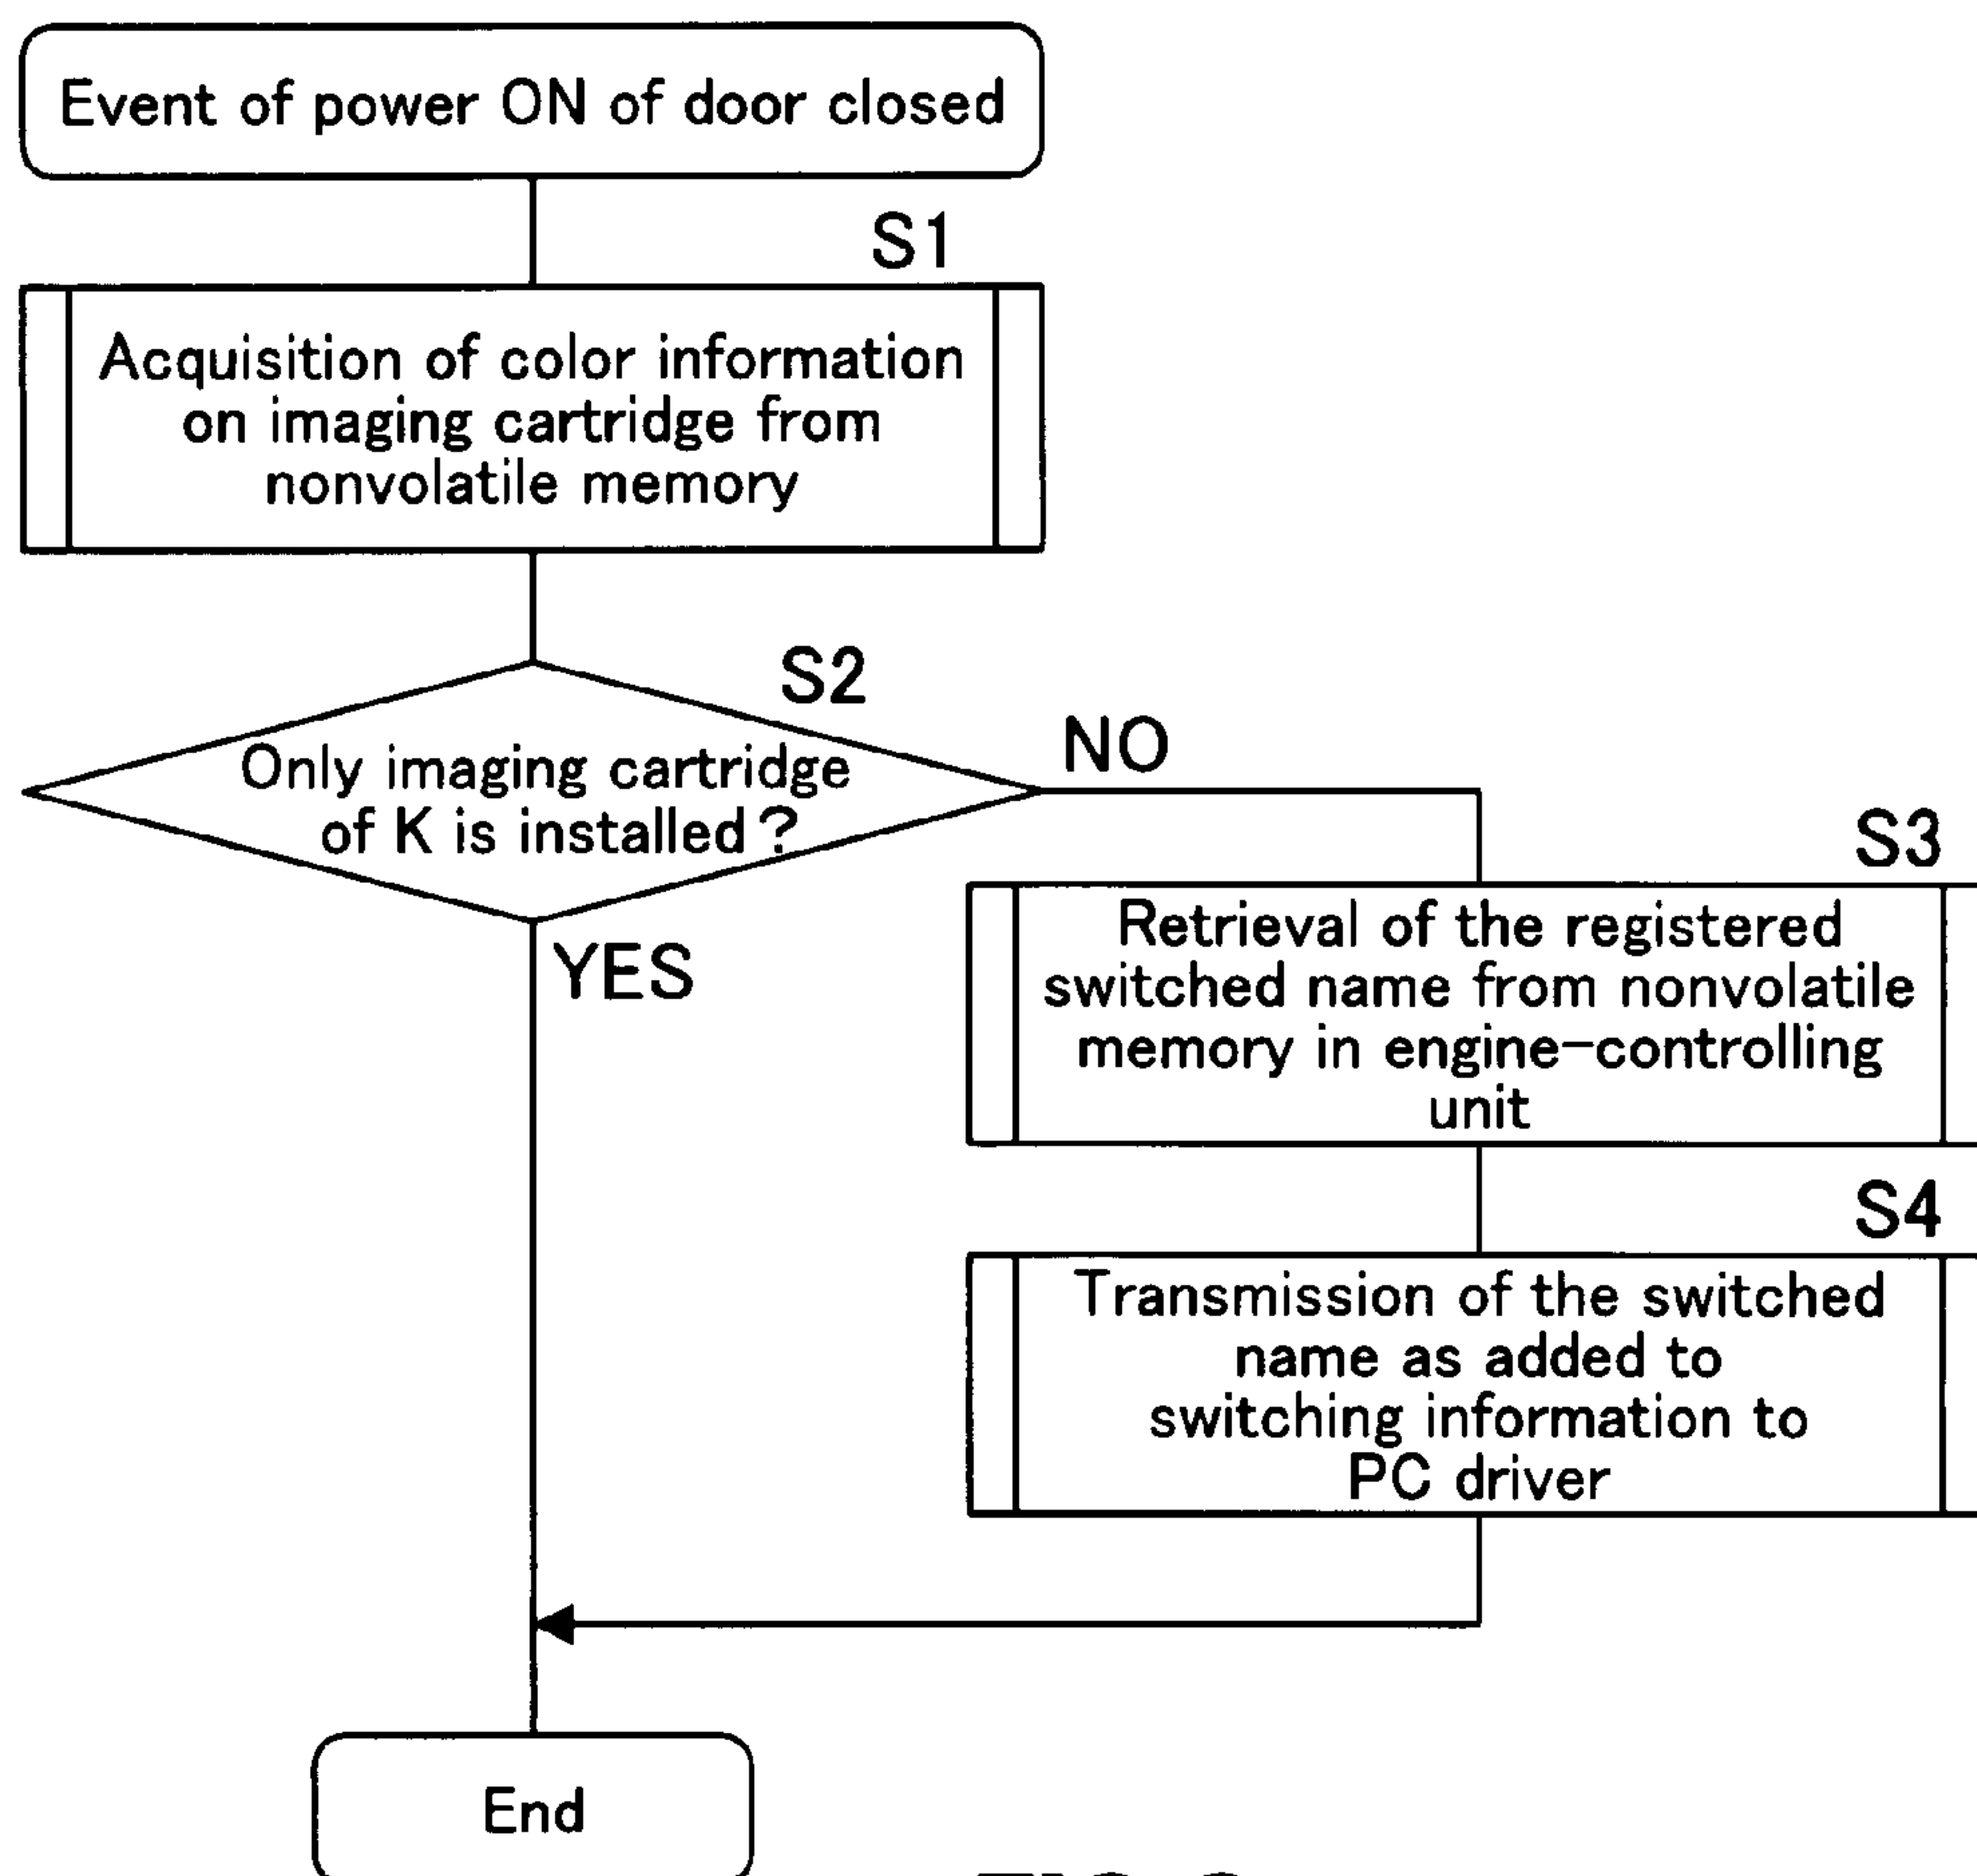 Event of power ON of door closed
S1
Acquisition of color information
on imaging cartridge from
nonvolatile memory
S2
Only imaging cartridge
of K is installed?
NO
YES
S3
Retrieval of the registered
switched name from nonvolatile
memory in engine-controlling
unit
S4
Transmission of the switched
name as added to
switching information to
PC driver
End